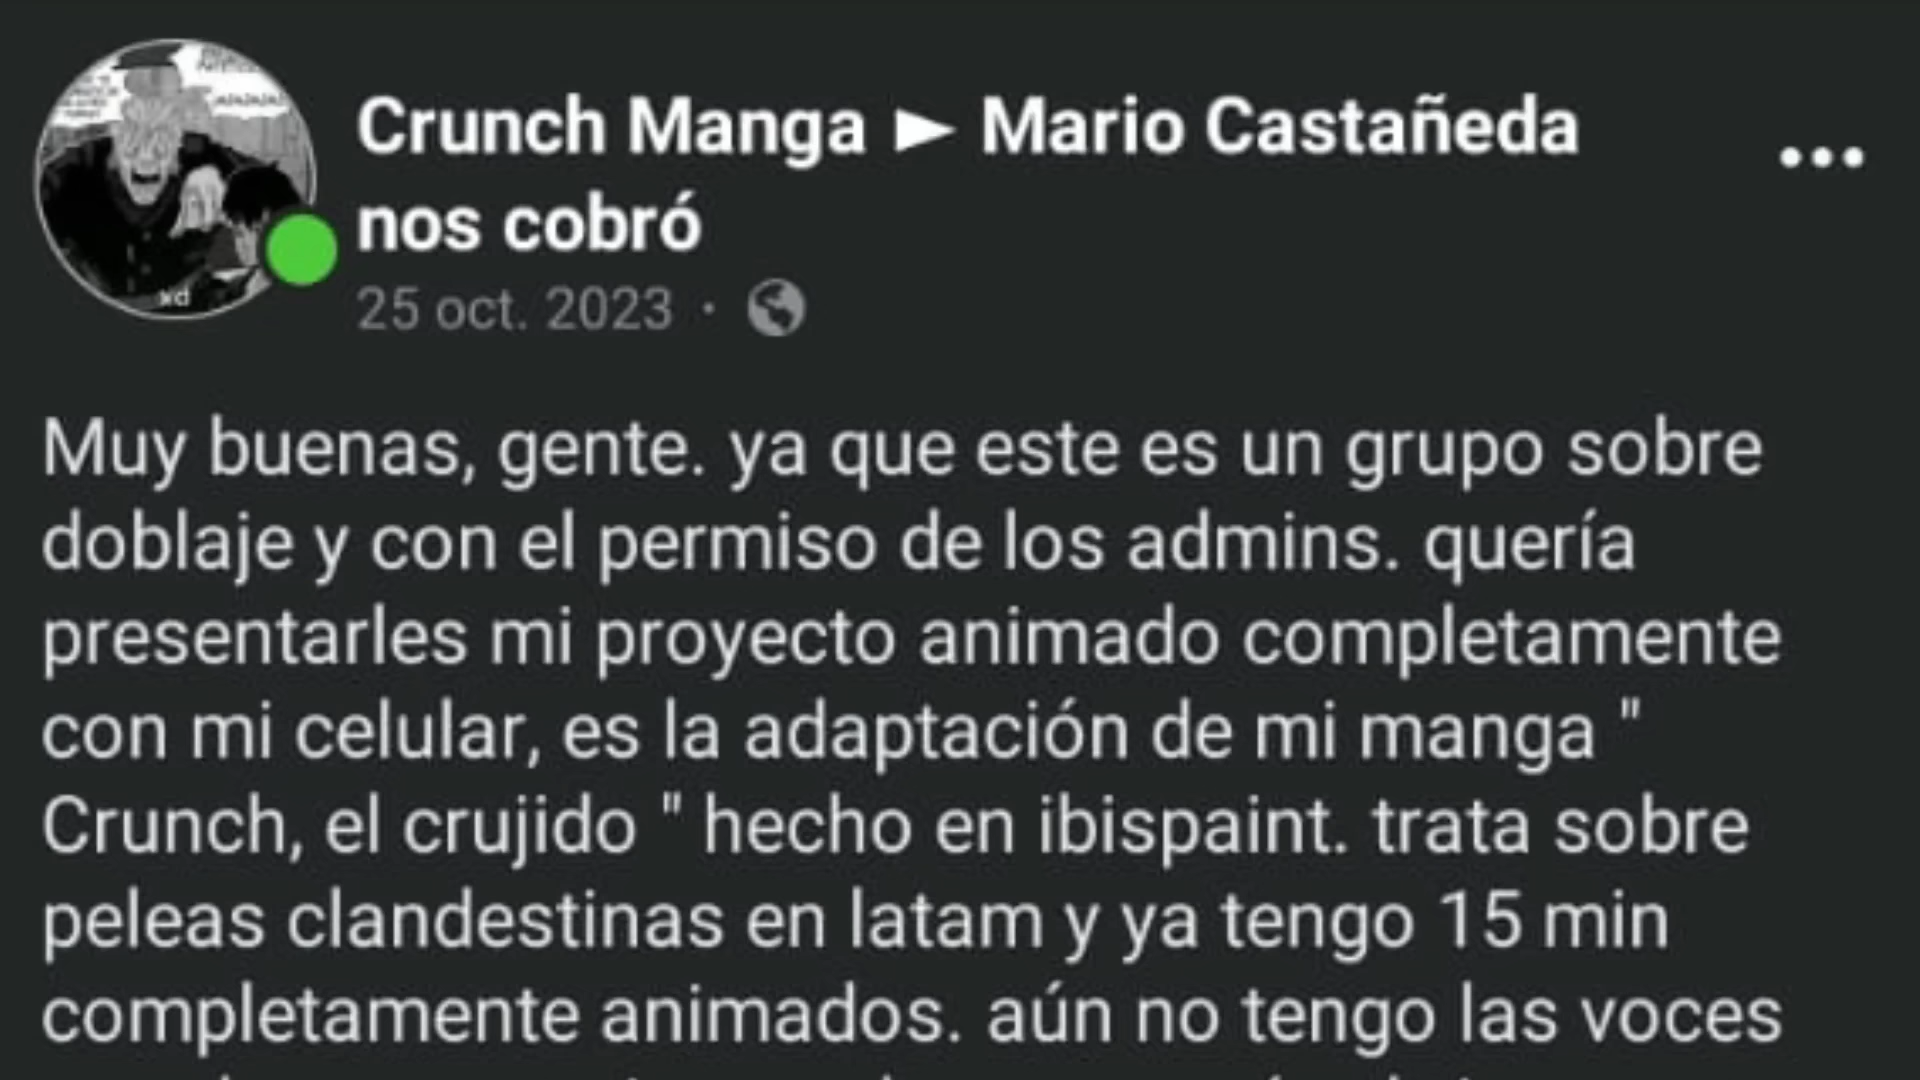 Crunch Manga ► Mario Castañeda
nos cobró
25 oct. 2023 ·
Muy buenas, gente. ya que este es un grupo sobre
doblaje y con el permiso de los admins. quería
presentarles mi proyecto animado completamente
con mi celular, es la adaptación de mi manga "
Crunch, el crujido " hecho en ibispaint. trata sobre
peleas clandestinas en latam y ya tengo 15 min
completamente animados. aún no tengo las voces
xd